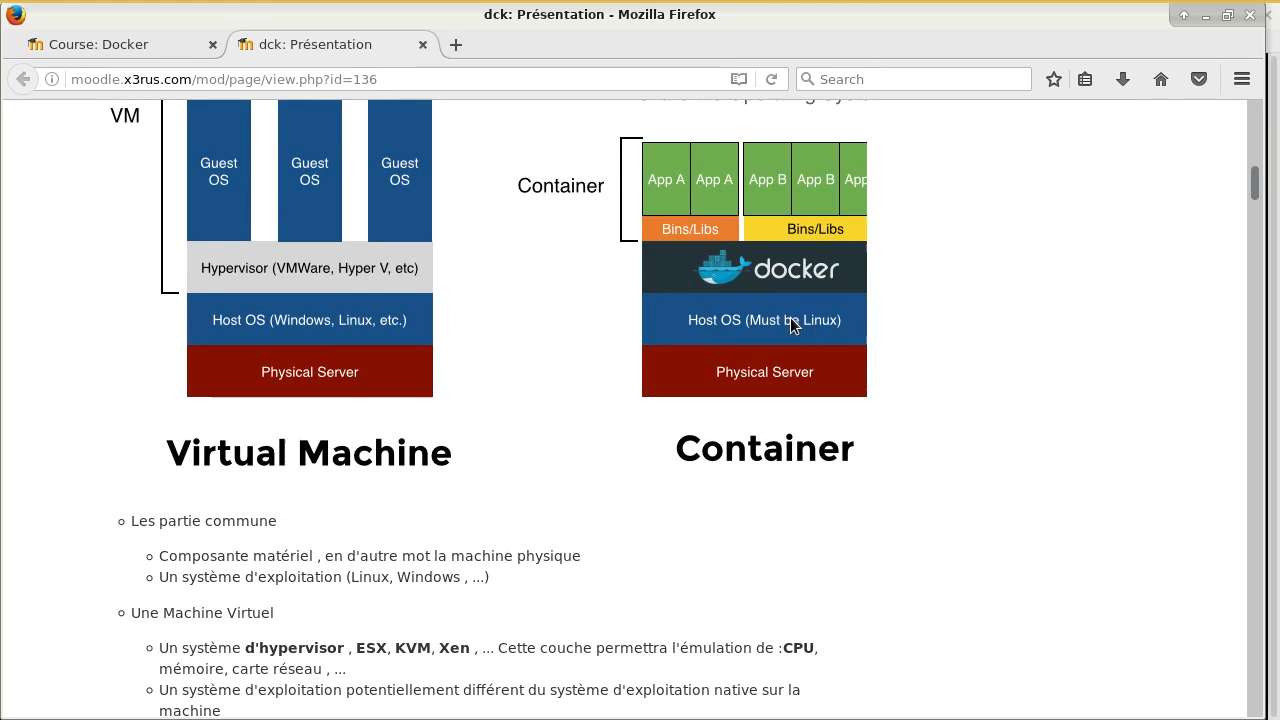 dck: Présentation - Mozilla Firefox
Course: Docker
dck: Présentation
moodle.x3rus.com/mod/page/view.php?id=136
Search
VM
Guest OS
Guest OS
Guest OS
Hypervisor (VMWare, Hyper V, etc)
Host OS (Windows, Linux, etc.)
Physical Server
Virtual Machine
Container
App A
App A
App B
App B
App
Bins/Libs
Bins/Libs
docker
Host OS (Must be Linux)
Physical Server
Container
Les partie commune
Composante matériel , en d'autre mot la machine physique
Un système d'exploitation (Linux, Windows , ...)
Une Machine Virtuel
Un système d'hypervisor , ESX, KVM, Xen , ... Cette couche permettra l'émulation de :CPU,
mémoire, carte réseau , ...
Un système d'exploitation potentiellement différent du système d'exploitation native sur la
machine